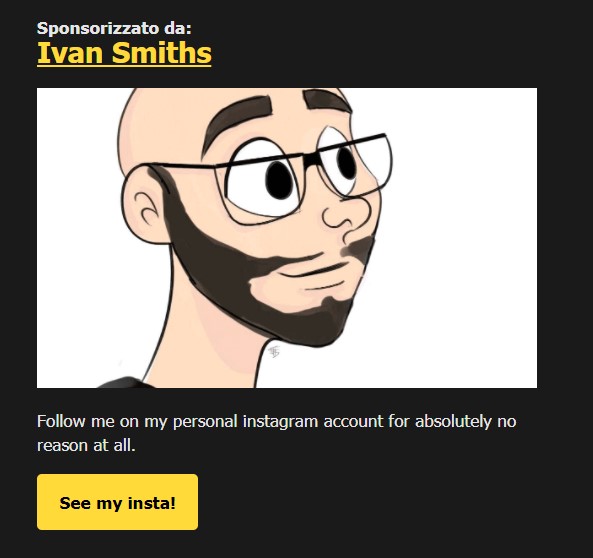 Sponsorizzato da:
Ivan Smiths
Follow me on my personal instagram account for absolutely no
reason at all.
See my insta!